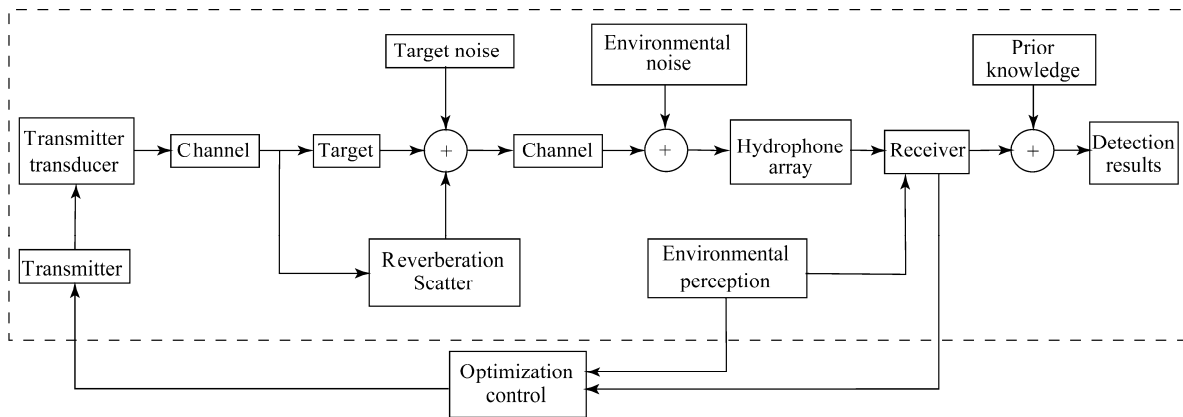 Target noise
Environmental
noise
Prior
knowledge
Transmitter
transducer
Channel
Target
+
Channel
+
Hydrophone
array
Receiver
+
Detection
results
Transmitter
Reverberation
Scatter
Environmental
perception
Optimization
control